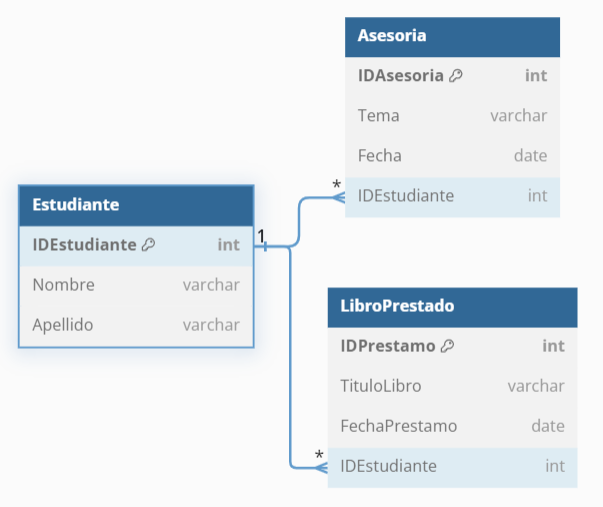 Asesoria
IDAsesoria int
Tema varchar
Fecha date
* IDEstudiante int
Estudiante
IDEstudiante int 1
Nombre varchar
Apellido varchar
LibroPrestado
IDPrestamo int
TituloLibro varchar
FechaPrestamo date
* IDEstudiante int